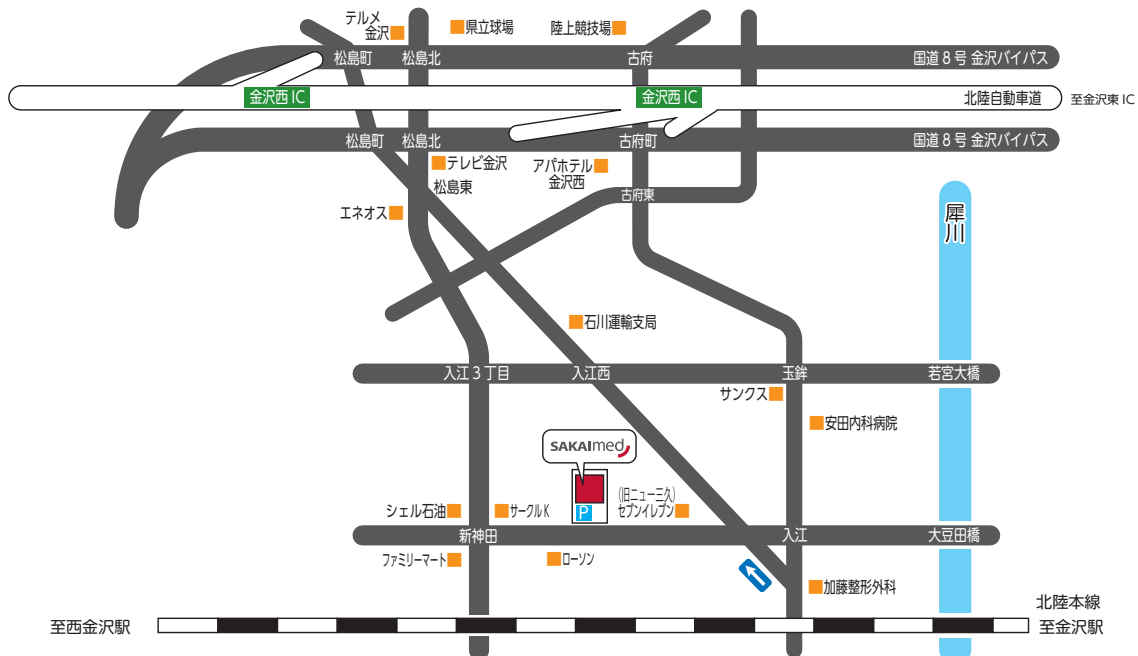 テルメ
金沢
県立球場
陸上競技場
松島町
松島北
古府
国道8号 金沢バイパス
金沢西IC
金沢西IC
北陸自動車道
至金沢東IC
松島町
松島北
古府町
国道8号 金沢バイパス
テレビ金沢
アパホテル
金沢西
松島東
古府東
エネオス
犀川
石川運輸支局
入江3丁目
入江西
玉鉾
若宮大橋
サンクス
安田内科病院
SAKAImed
(旧ニュー三久)
セブンイレブン
シェル石油
サークルK
P
新神田
入江
大豆田橋
ファミリーマート
ローソン
加藤整形外科
北陸本線
至西金沢駅
至金沢駅